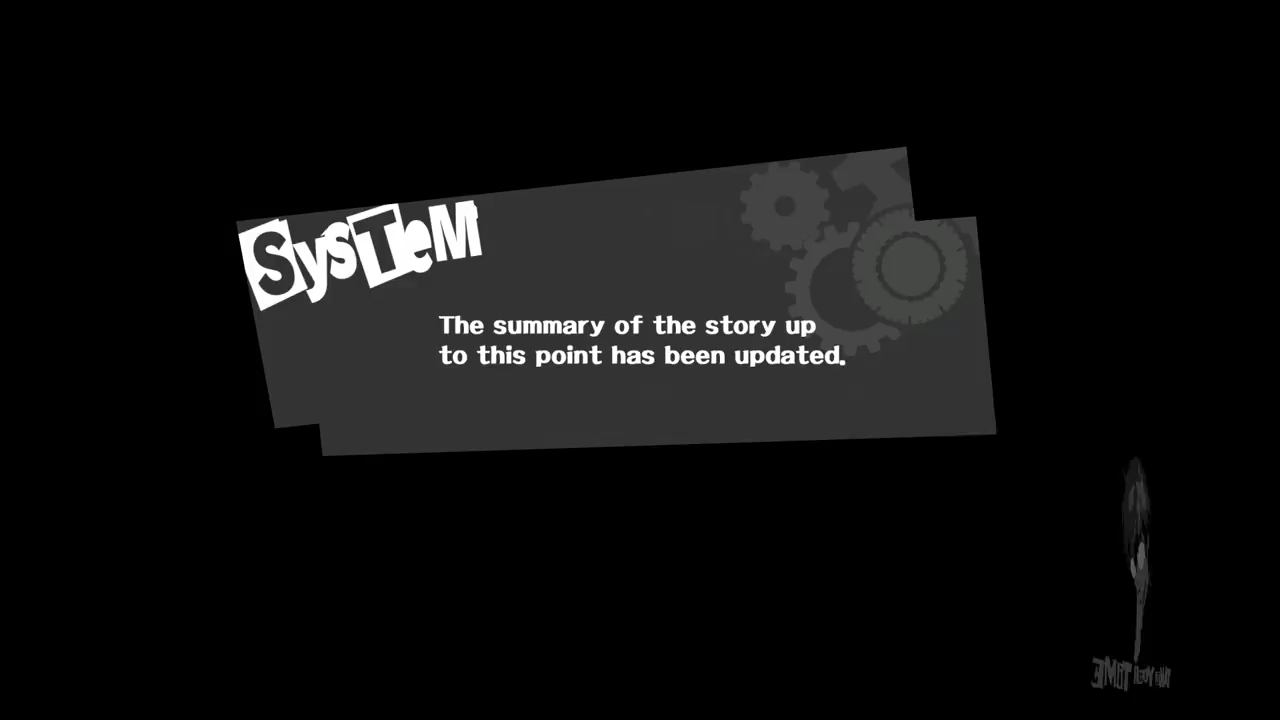 SysTeM
The summary of the story up
to this point has been updated.